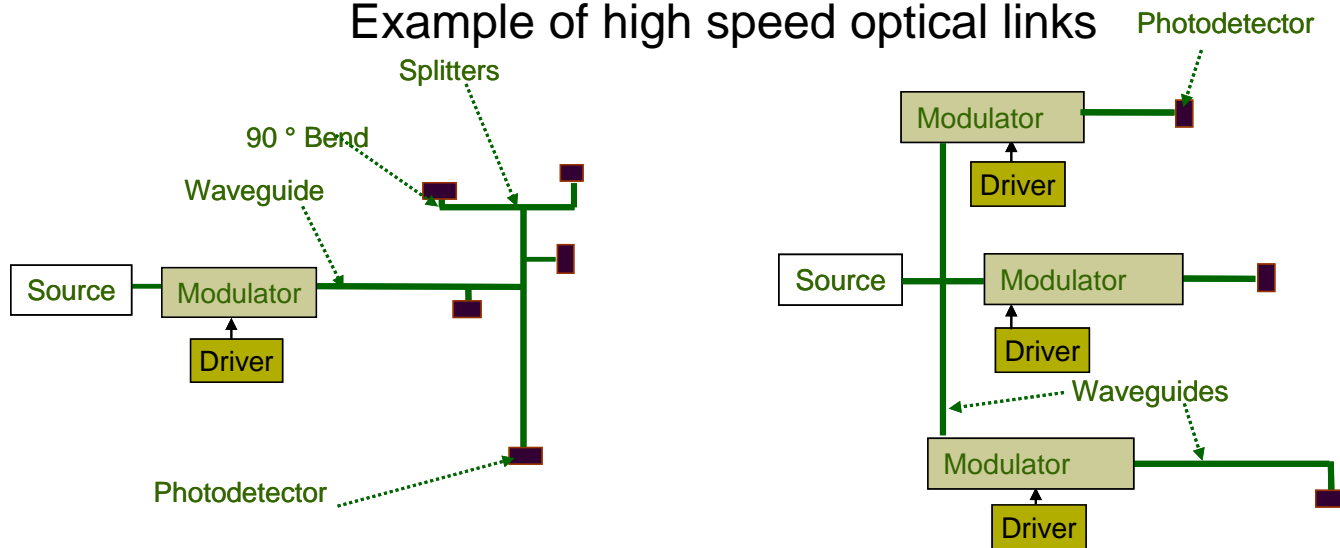 Example of high speed optical links
Photodetector
Splitters
90 ° Bend
Waveguide
Source
Modulator
Driver
Photodetector
Modulator
Driver
Source
Modulator
Driver
Waveguides
Modulator
Driver